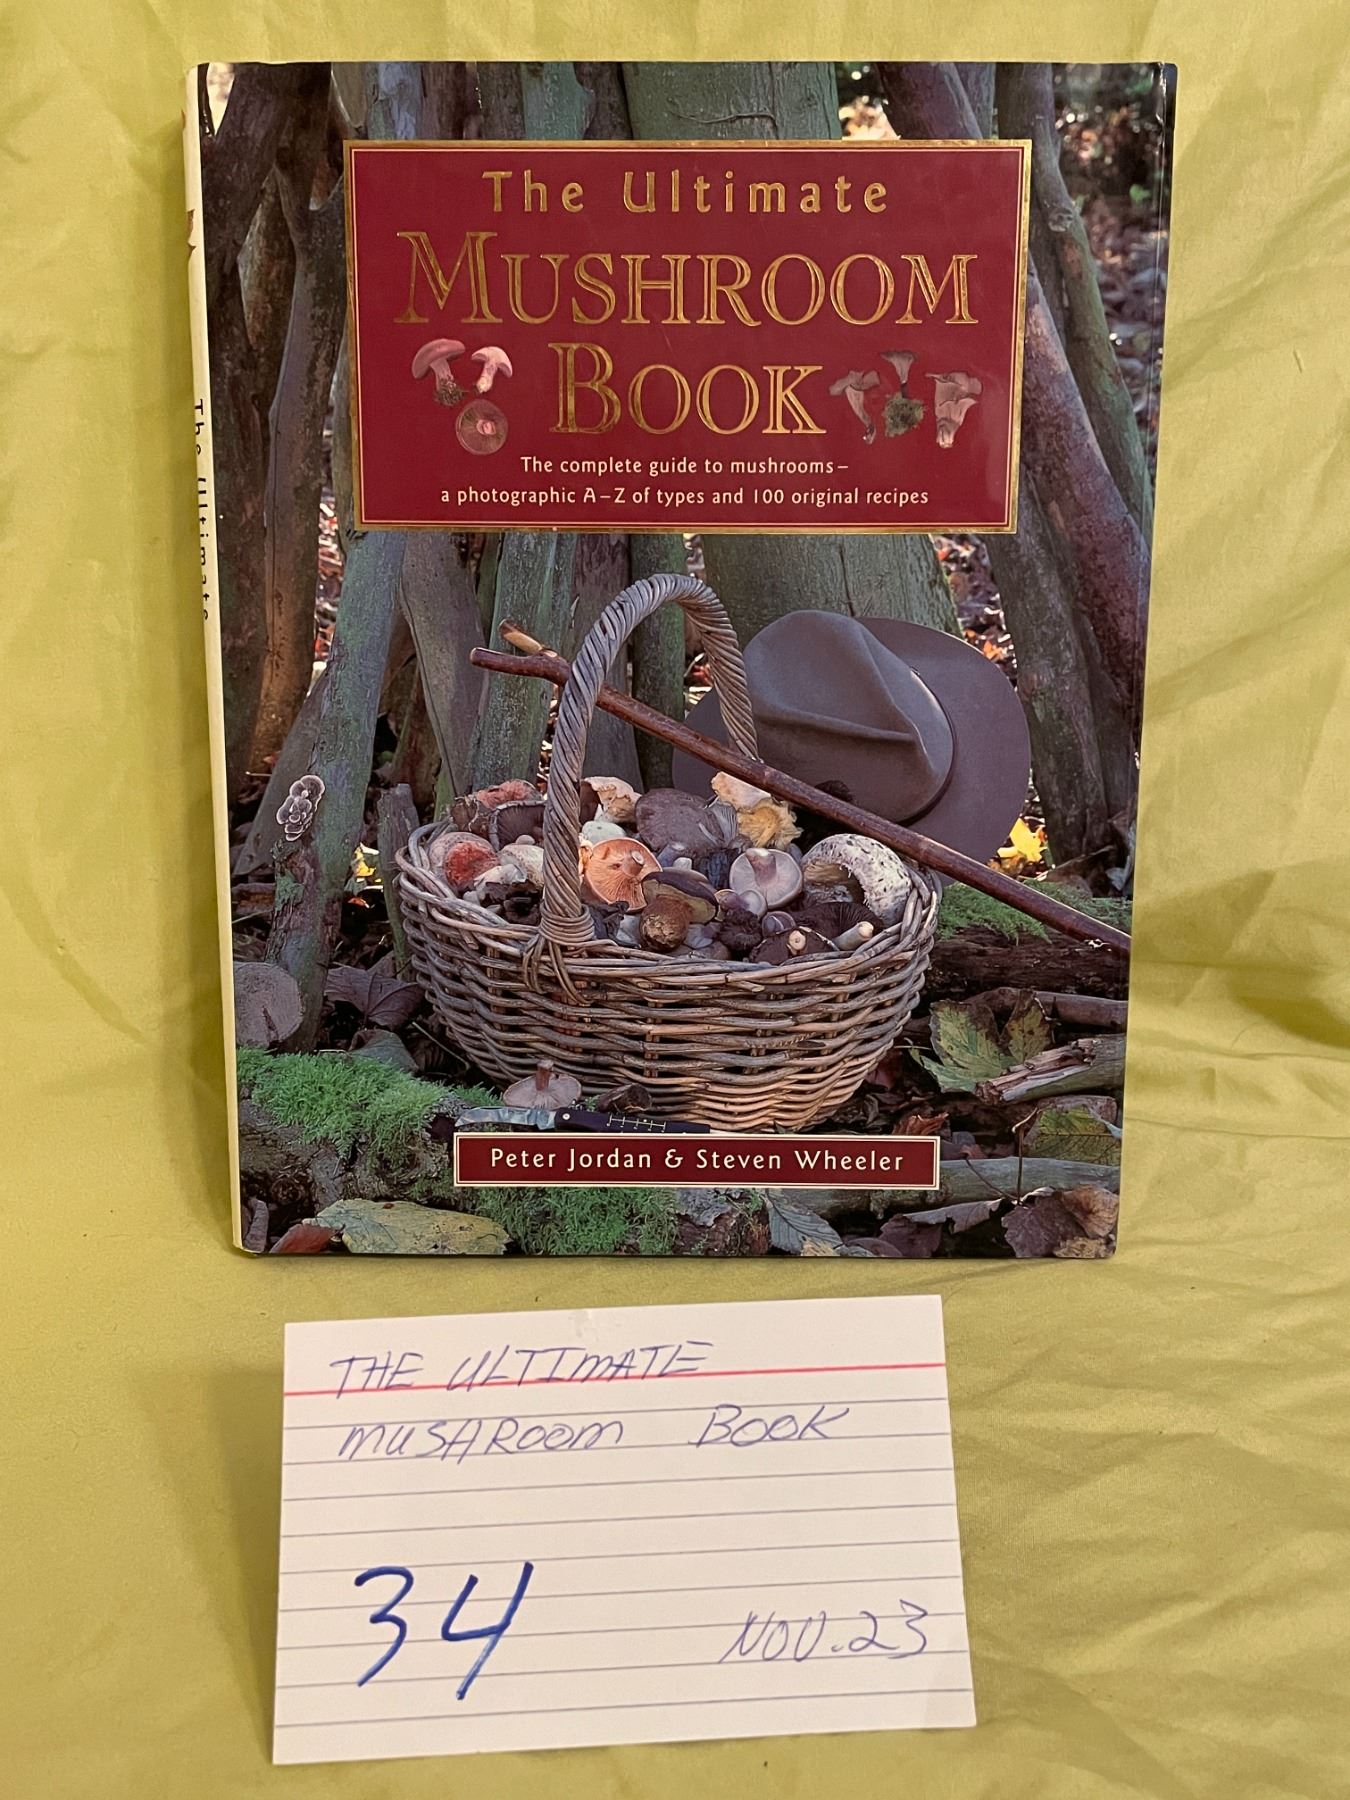 The Ultimate
MUSHROOM
BOOK
The complete guide to mushrooms–
a photographic A–Z of types and 100 original recipes
Peter Jordan & Steven Wheeler
The Ultimate
THE ULTIMATE
MUSHROOM BOOK
34
NOV. 23